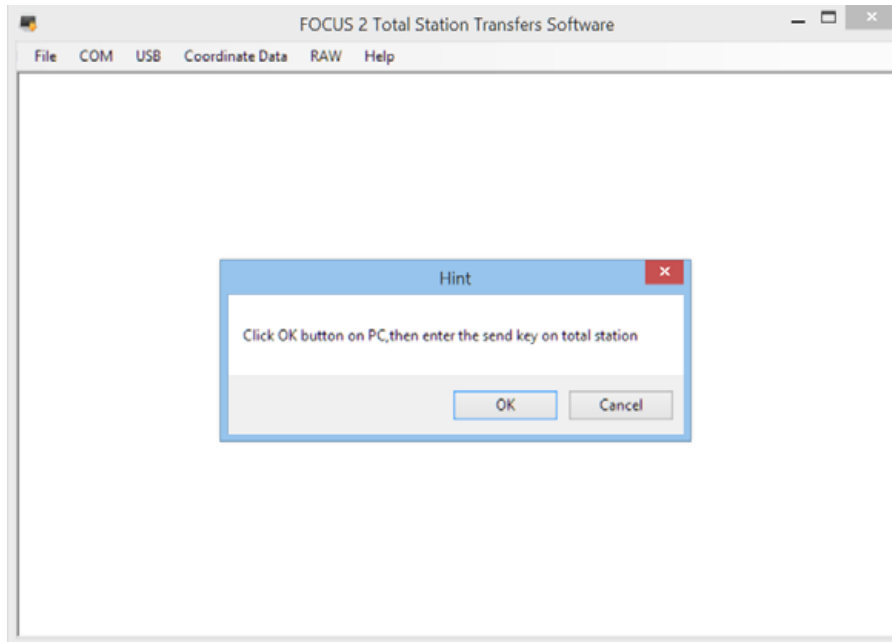 FOCUS 2 Total Station Transfers Software
File COM USB Coordinate Data RAW Help
Hint
Click OK button on PC,then enter the send key on total station
OK Cancel